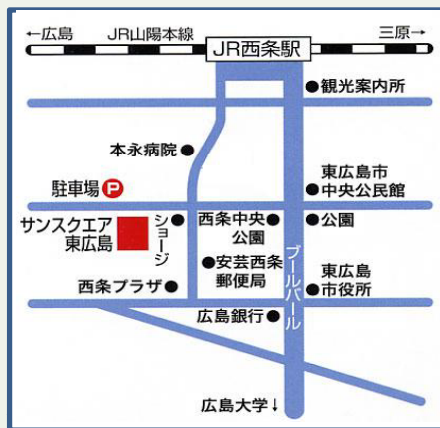 ←広島
JR山陽本線
三原→
JR西条駅
観光案内所
本永病院
東広島市
中央公民館
駐車場 P
サンスクエア
東広島
ショージ
西条中央
公園
公園
安芸西条
郵便局
ブールバール
東広島
市役所
西条プラザ
広島銀行
広島大学↓